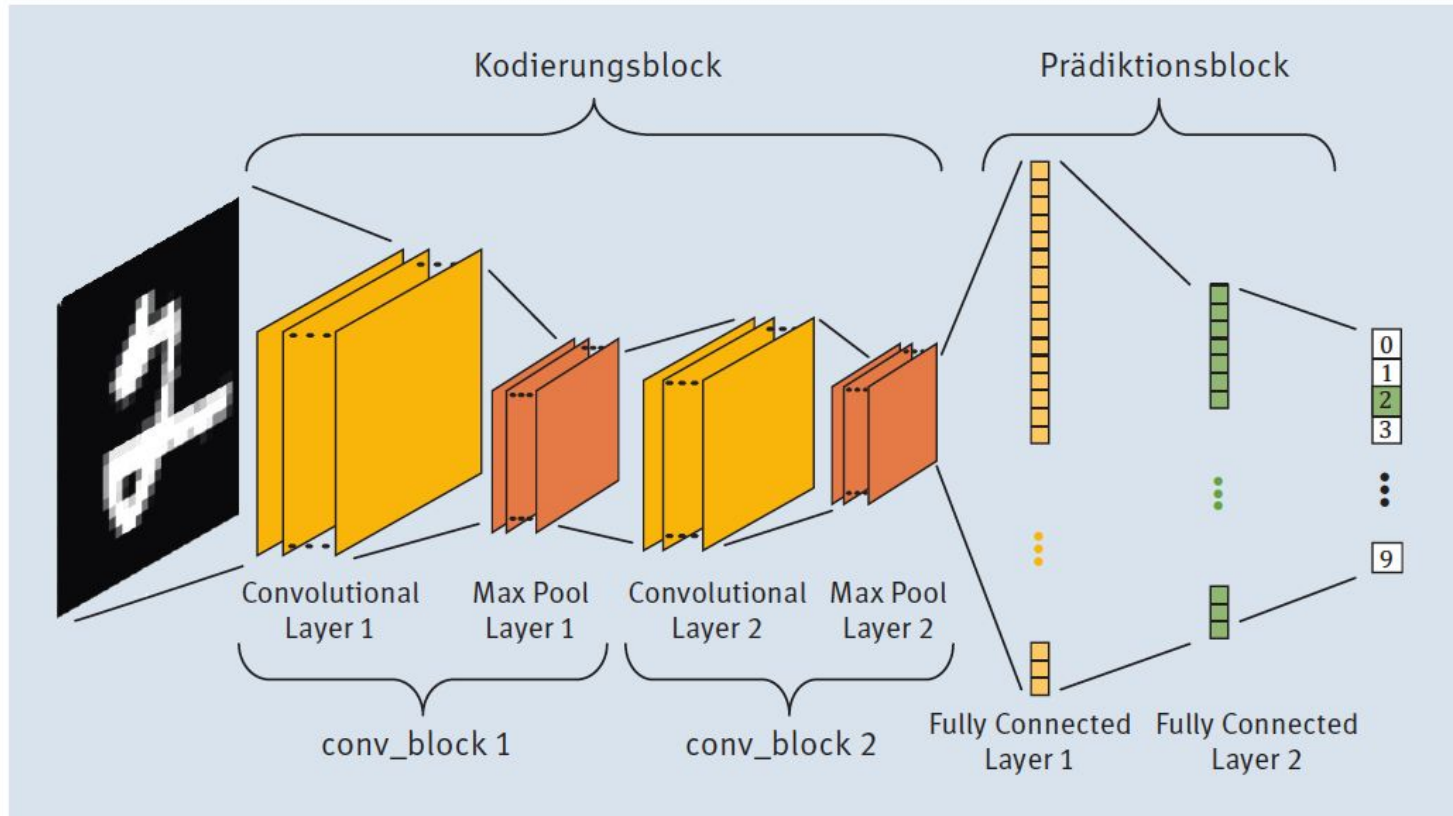 Kodierungsblock
Prädiktionsblock
0
1
2
3
9
Convolutional
Layer 1
Max Pool
Layer 1
Convolutional
Layer 2
Max Pool
Layer 2
conv_block 1
conv_block 2
Fully Connected
Layer 1
Fully Connected
Layer 2